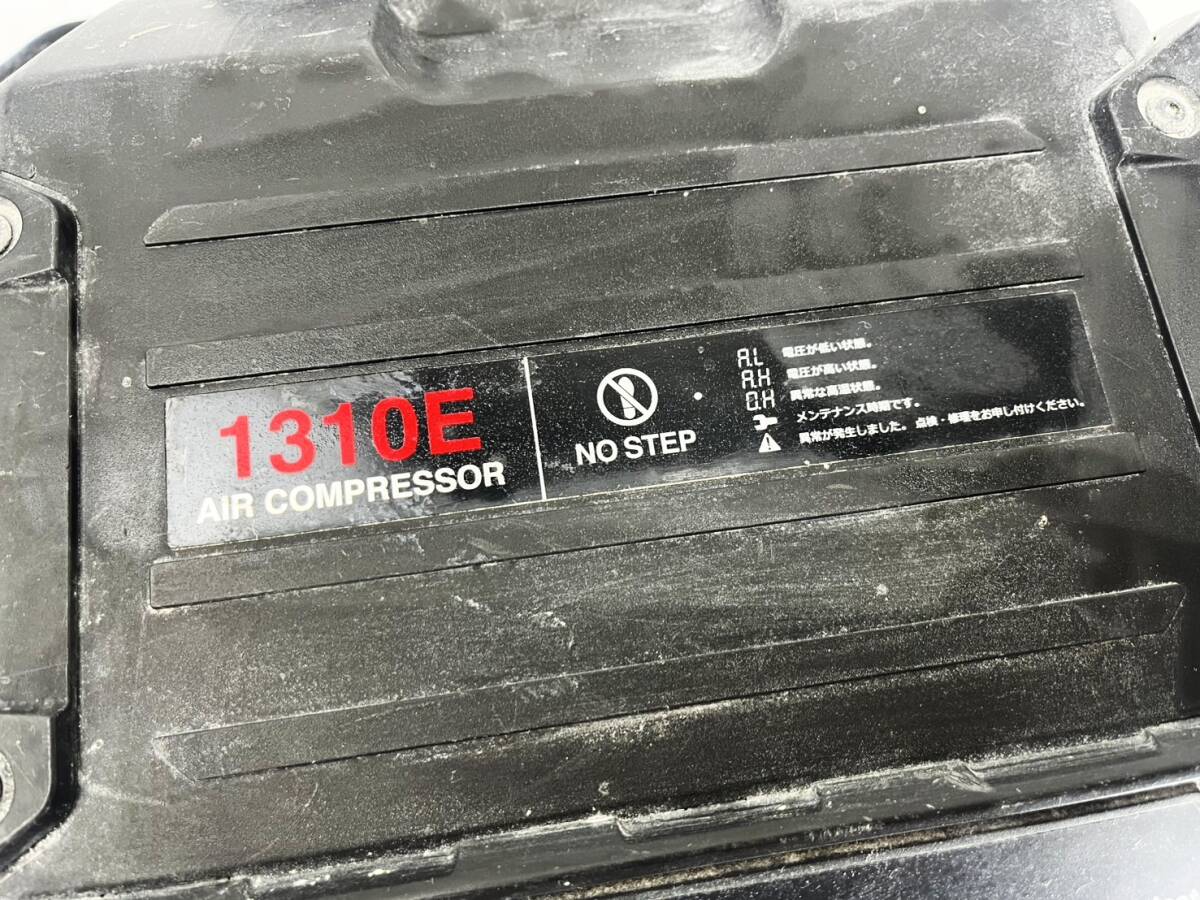 1310E
AIR COMPRESSOR
NO STEP
A.L 電圧が低い状態。
A.H 電圧が高い状態。
O.H 異常な高温状態。
メンテナンス時期です。
異常が発生しました。点検・修理をお申し付けください。